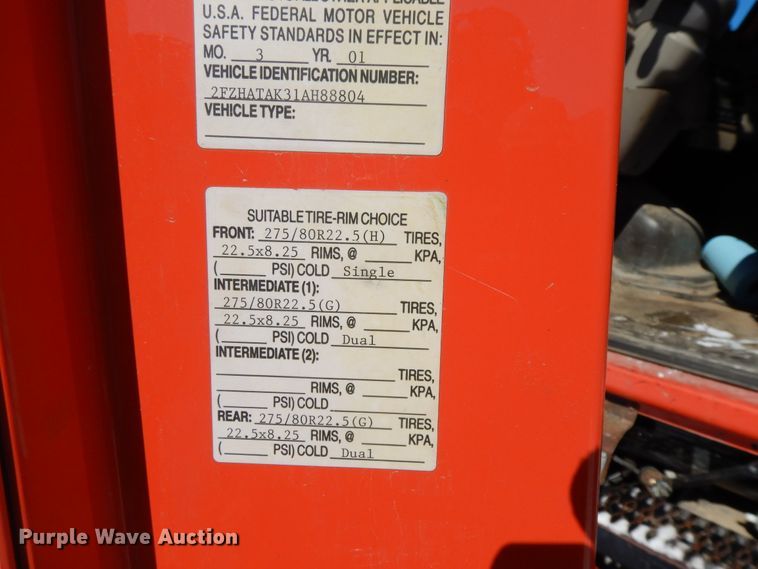 U.S.A. FEDERAL MOTOR VEHICLE
SAFETY STANDARDS IN EFFECT IN:
MO. 3 YR. 01
VEHICLE IDENTIFICATION NUMBER:
2FZHATAK31AH88804
VEHICLE TYPE:
SUITABLE TIRE-RIM CHOICE
FRONT: 275/80R22.5(H) TIRES,
22.5x8.25 RIMS, @ KPA,
( PSI) COLD Single
INTERMEDIATE (1):
275/80R22.5(G) TIRES,
22.5x8.25 RIMS, @ KPA,
( PSI) COLD Dual
INTERMEDIATE (2):
TIRES,
RIMS, @ KPA,
( PSI) COLD
REAR: 275/80R22.5(G) TIRES,
22.5x8.25 RIMS, @ KPA,
( PSI) COLD Dual
Purple Wave Auction